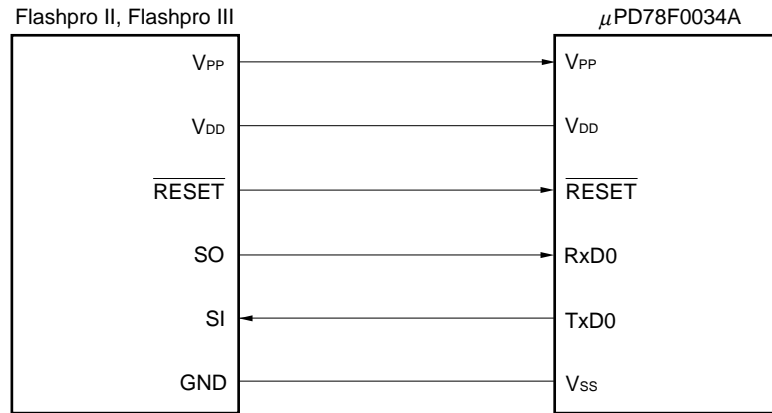 Flashpro II, Flashpro III μPD78F0034A
VPP VPP
VDD VDD
RESET RESET
SO RxD0
SI TxD0
GND VSS